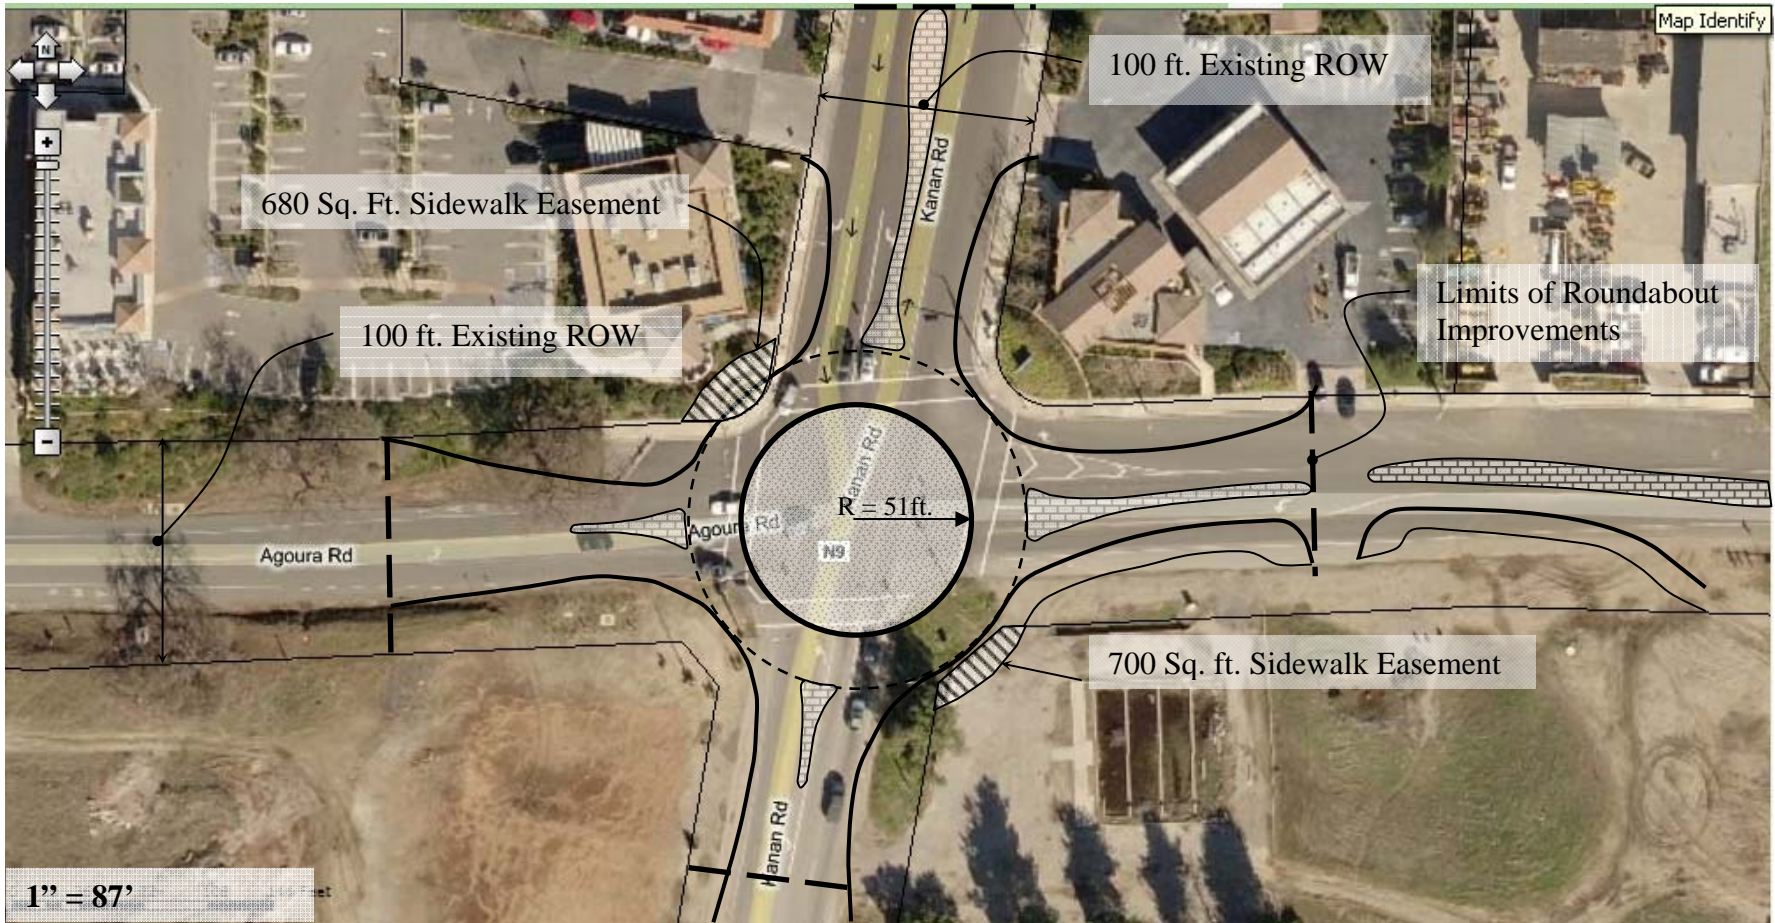 Map Identify
N
100 ft. Existing ROW
Kanan Rd
680 Sq. Ft. Sidewalk Easement
Limits of Roundabout
Improvements
100 ft. Existing ROW
Kanan Rd
R = 51ft.
Agoura Rd
Agoura Rd
N9
700 Sq. ft. Sidewalk Easement
Kanan Rd
1” = 87’